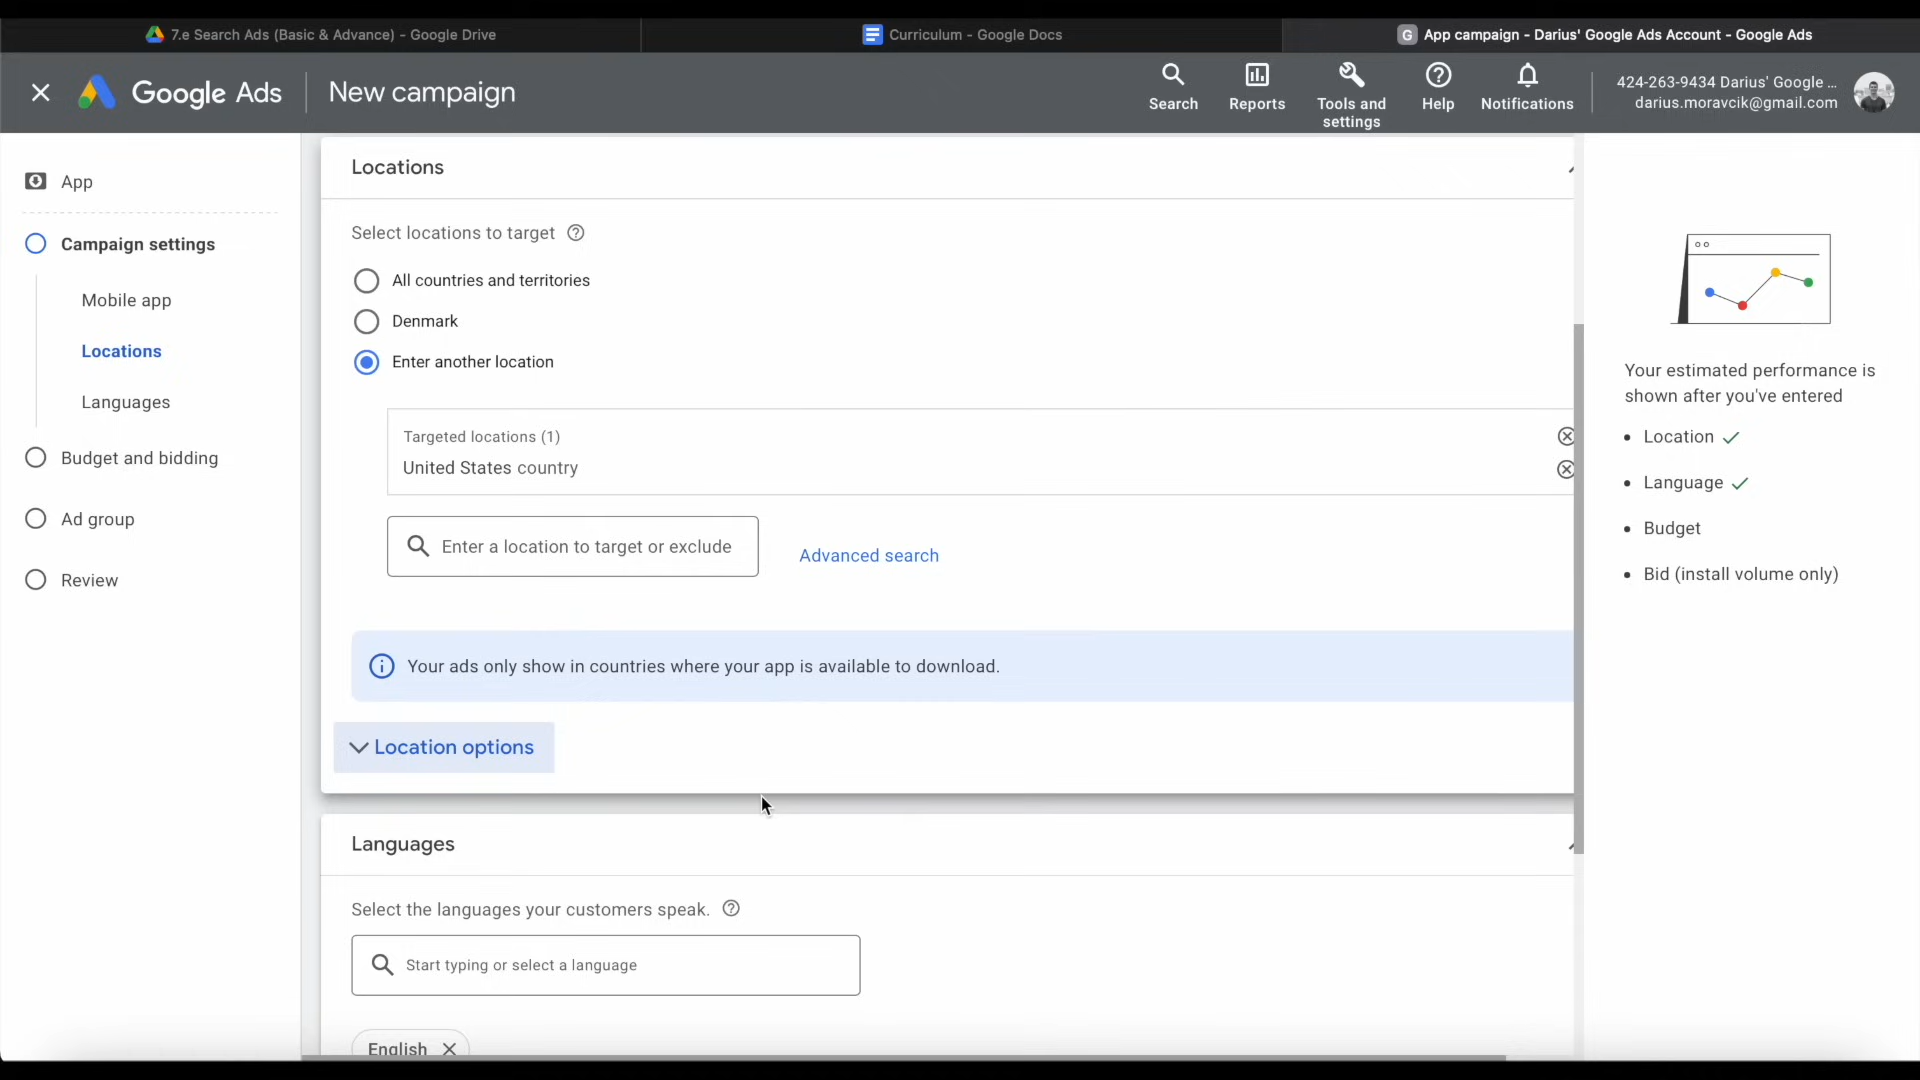 7.e Search Ads (Basic & Advance) - Google Drive
Curriculum - Google Docs
G App campaign - Darius' Google Ads Account - Google Ads
Google Ads
New campaign
Search
Reports
Tools and
settings
Help
Notifications
424-263-9434 Darius' Google ...
darius.moravcik@gmail.com
App
Campaign settings
Mobile app
Locations
Languages
Budget and bidding
Ad group
Review
Locations
Select locations to target
All countries and territories
Denmark
Enter another location
Targeted locations (1)
United States country
Enter a location to target or exclude
Advanced search
Your ads only show in countries where your app is available to download.
Location options
Languages
Select the languages your customers speak.
Start typing or select a language
English
Your estimated performance is
shown after you've entered
• Location
• Language
• Budget
• Bid (install volume only)